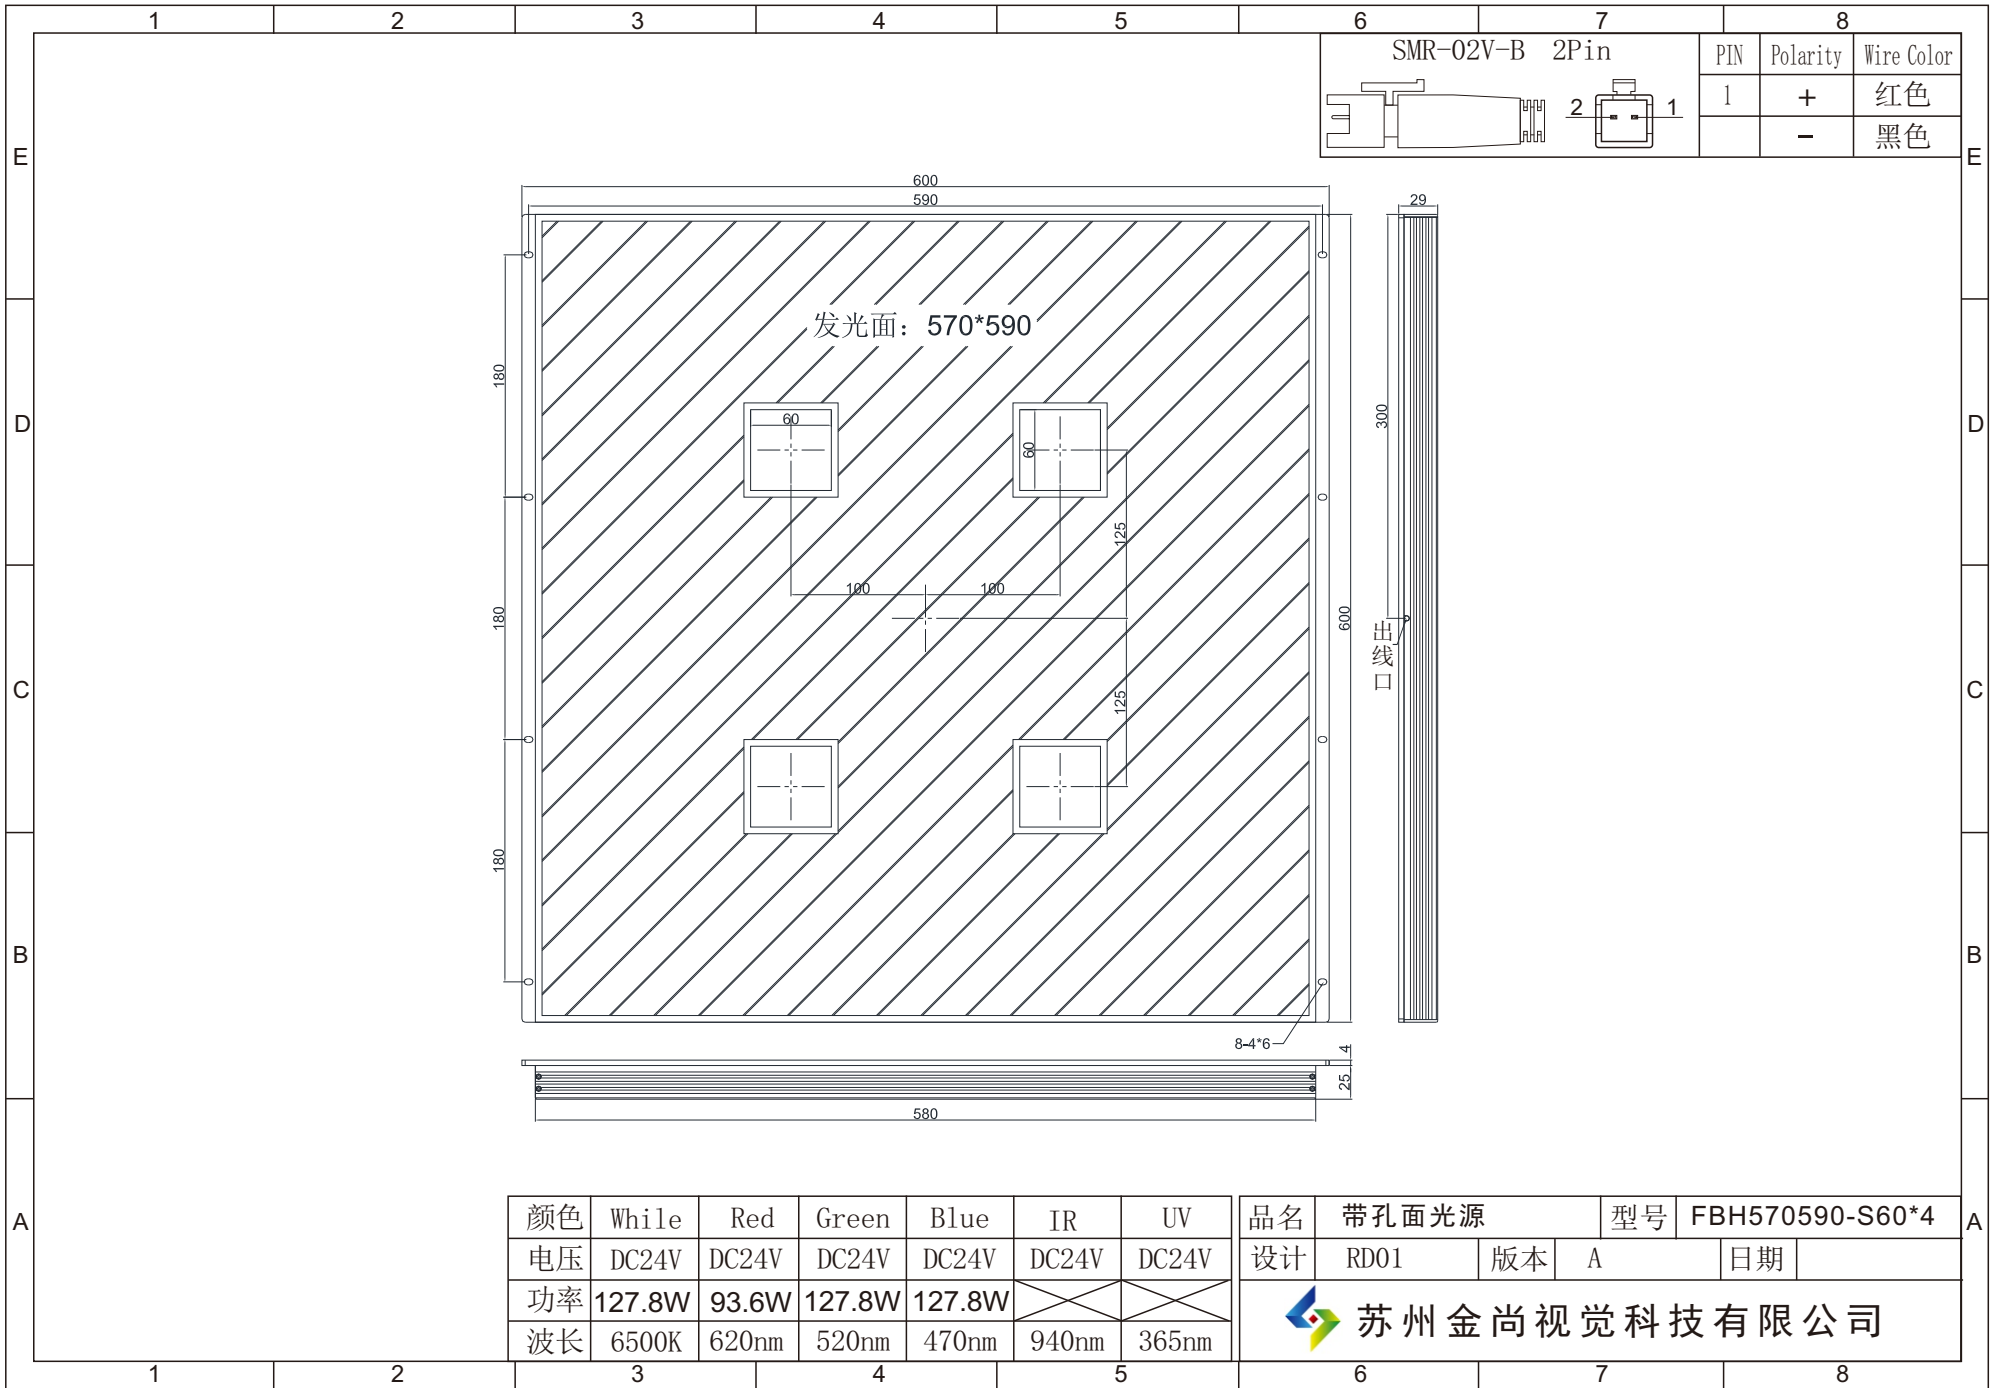 1 2 3 4 5 6 7 8
SMR-02V-B 2Pin
PIN Polarity Wire Color
1 + 红色
- 黑色
2 1
E E
600
590
29
发光面：570*590
180
60
60
300
D D
125
100 100
180
600
出线口
C C
125
180
B B
8-4*6
4
25
580
颜色 While Red Green Blue IR UV
电压 DC24V DC24V DC24V DC24V DC24V DC24V
功率 127.8W 93.6W 127.8W 127.8W
波长 6500K 620nm 520nm 470nm 940nm 365nm
品名 带孔面光源 型号 FBH570590-S60*4
设计 RD01 版本 A 日期
苏州金尚视觉科技有限公司
A A
1 2 3 4 5 6 7 8